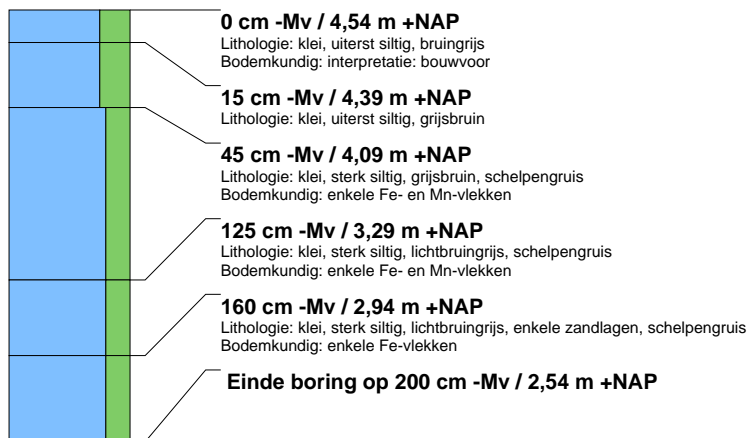 0 cm -Mv / 4,54 m +NAP
Lithologie: klei, uiterst siltig, bruingrijs
Bodemkundig: interpretatie: bouwvoor
15 cm -Mv / 4,39 m +NAP
Lithologie: klei, uiterst siltig, grijsbruin
45 cm -Mv / 4,09 m +NAP
Lithologie: klei, sterk siltig, grijsbruin, schelpengruis
Bodemkundig: enkele Fe- en Mn-vlekken
125 cm -Mv / 3,29 m +NAP
Lithologie: klei, sterk siltig, lichtbruingrijs, schelpengruis
Bodemkundig: enkele Fe- en Mn-vlekken
160 cm -Mv / 2,94 m +NAP
Lithologie: klei, sterk siltig, lichtbruingrijs, enkele zandlagen, schelpengruis
Bodemkundig: enkele Fe-vlekken
Einde boring op 200 cm -Mv / 2,54 m +NAP